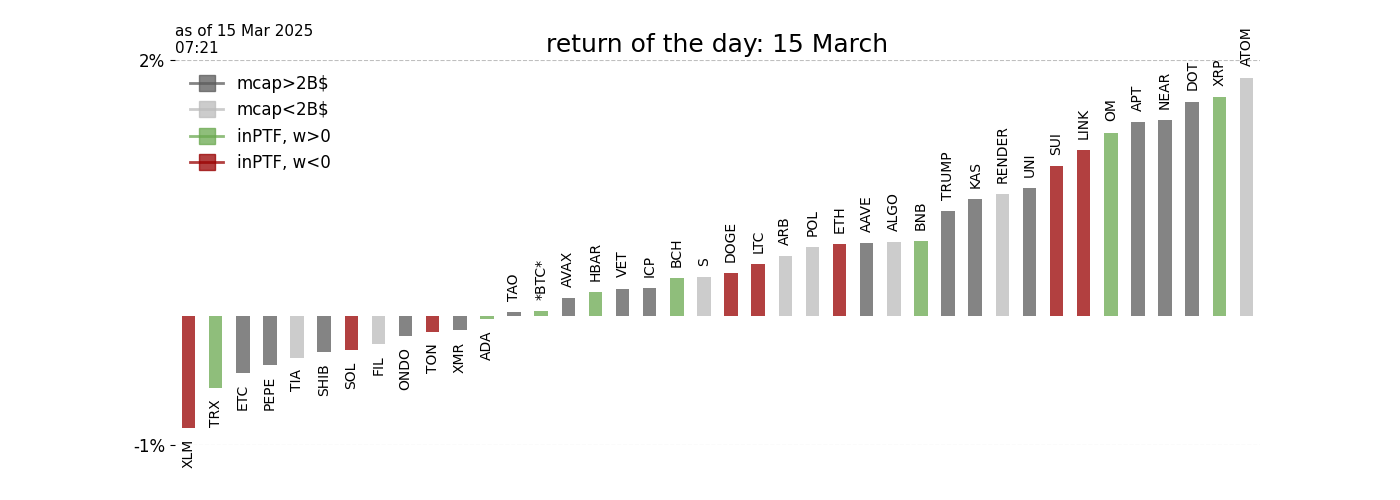 as of 15 Mar 2025
07:21
return of the day: 15 March
2%
mcap>2B$
mcap<2B$
inPTF, w>0
inPTF, w<0
-1%
XLM
TRX
ETC
PEPE
TIA
SHIB
SOL
FIL
ONDO
TON
XMR
ADA
TAO
*BTC*
AVAX
HBAR
VET
ICP
BCH
S
DOGE
LTC
ARB
POL
ETH
AAVE
ALGO
BNB
TRUMP
KAS
RENDER
UNI
SUI
LINK
OM
APT
NEAR
DOT
XRP
ATOM